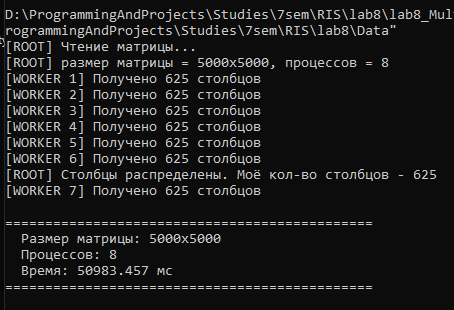 D:\ProgrammingAndProjects\Studies\7sem\RIS\lab8\lab8_Mul
rogrammingAndProjects\Studies\7sem\RIS\lab8\Data"
[ROOT] Чтение матрицы...
[ROOT] размер матрицы = 5000x5000, процессов = 8
[WORKER 1] Получено 625 столбцов
[WORKER 2] Получено 625 столбцов
[WORKER 3] Получено 625 столбцов
[WORKER 4] Получено 625 столбцов
[WORKER 5] Получено 625 столбцов
[WORKER 6] Получено 625 столбцов
[ROOT] Столбцы распределены. Моё кол-во столбцов - 625
[WORKER 7] Получено 625 столбцов
==============================================
Размер матрицы: 5000x5000
Процессов: 8
Время: 50983.457 мс
==============================================